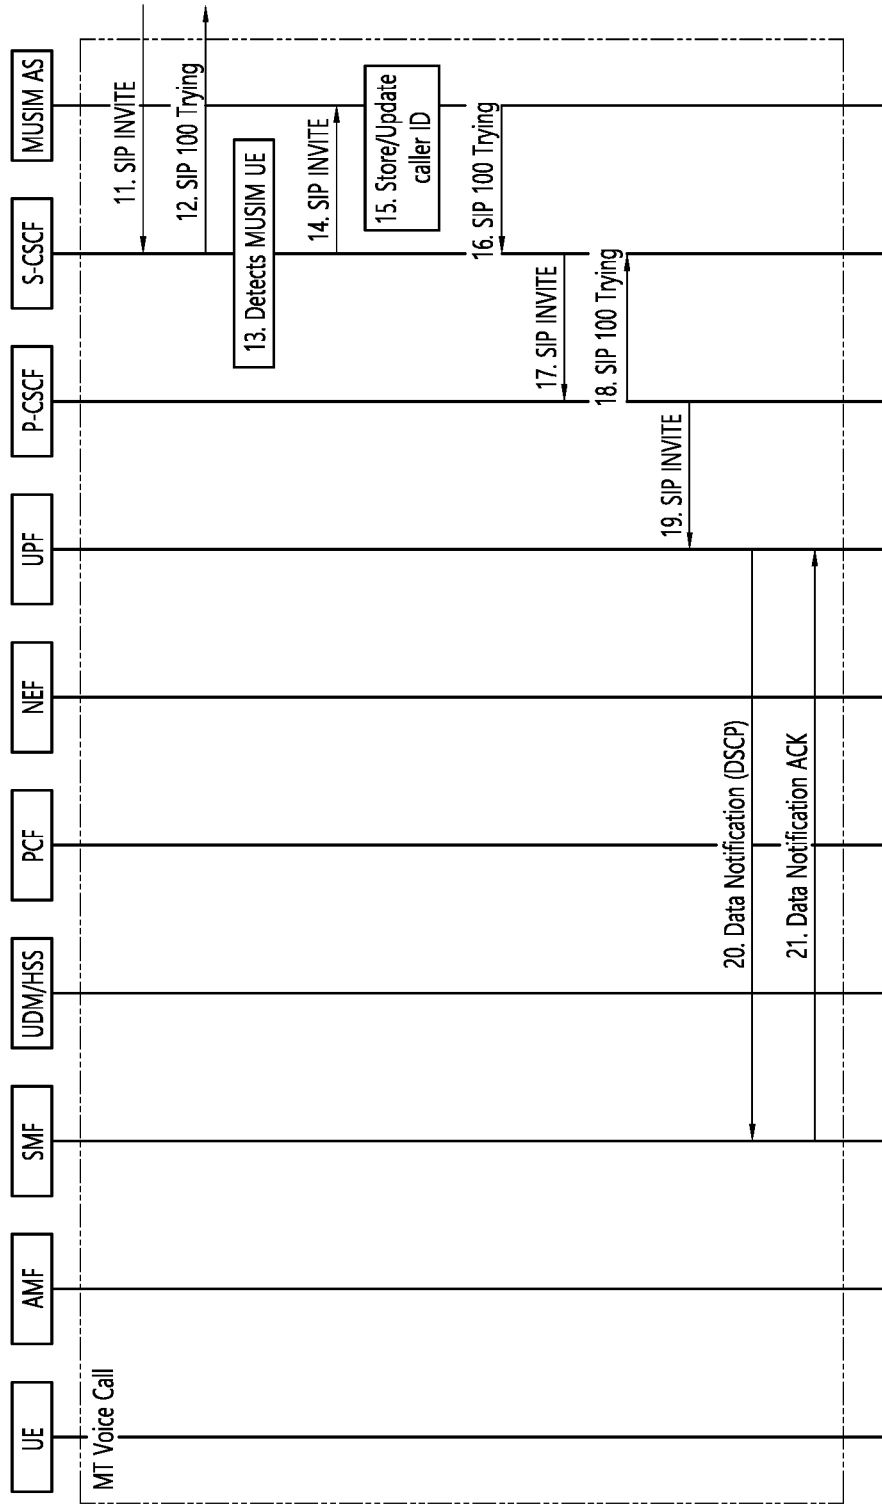 UE
AMF
SMF
UDM/HSS
PCF
NEF
UPF
P-CSCF
S-CSCF
MUSIM AS
MT Voice Call
11. SIP INVITE
12. SIP 100 Trying
13. Detects MUSIM UE
14. SIP INVITE
15. Store/Update
caller ID
16. SIP 100 Trying
17. SIP INVITE
18. SIP 100 Trying
19. SIP INVITE
20. Data Notification (DSCP)
21. Data Notification ACK